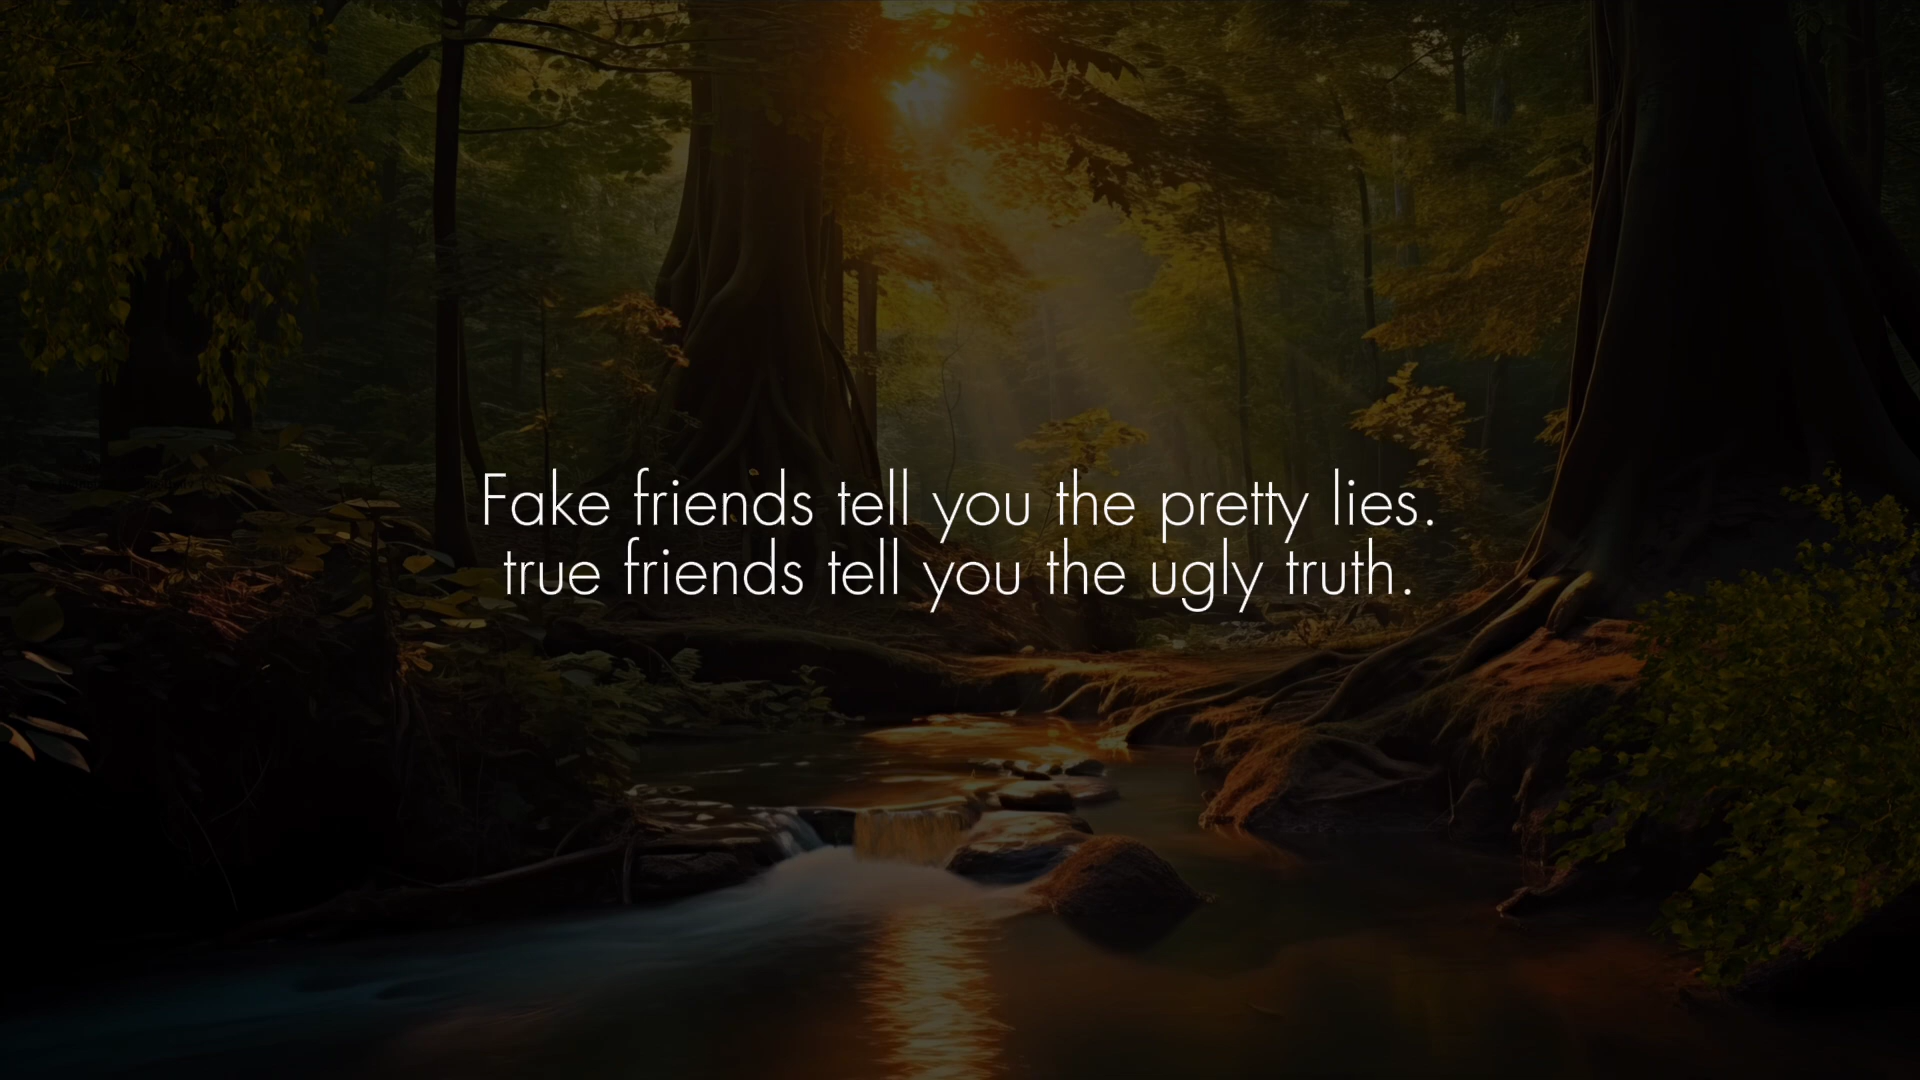 Fake friends tell you the pretty lies.
true friends tell you the ugly truth.